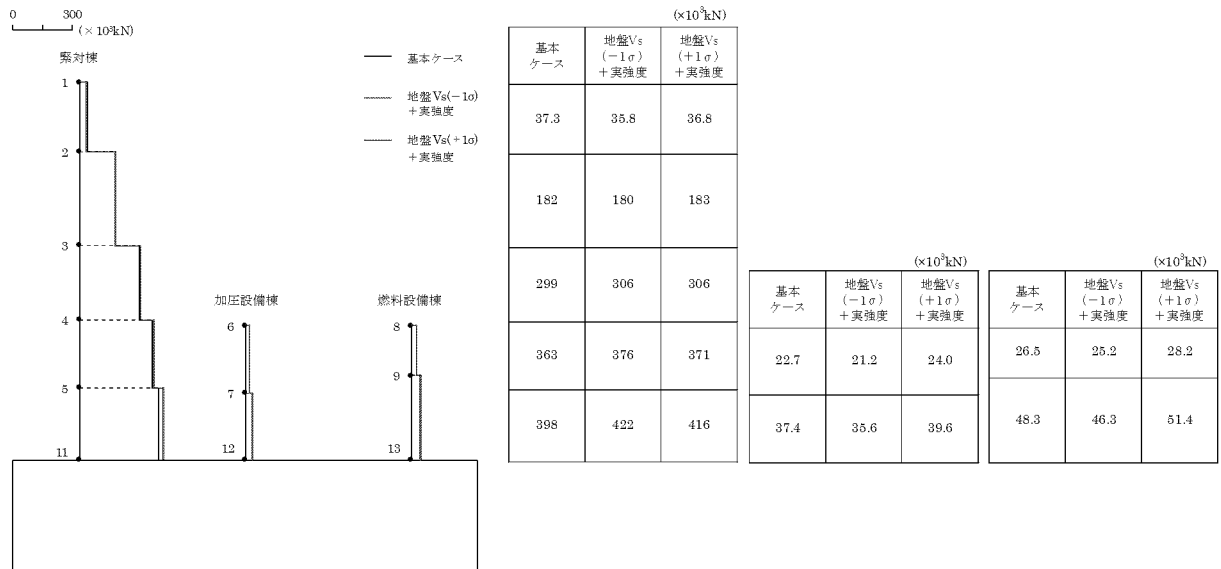 0 300
(×10³kN)
緊対棟
1
2
3
4
5
11
加圧設備棟
6
7
12
燃料設備棟
8
9
13
基本ケース
地盤Vs(−1σ)
＋実強度
地盤Vs(+1σ)
＋実強度
(×10³kN)
基本
ケース
地盤Vs
(−1σ)
＋実強度
地盤Vs
(+1σ)
＋実強度
37.3 35.8 36.8
182 180 183
299 306 306
363 376 371
398 422 416
(×10³kN)
基本
ケース
地盤Vs
(−1σ)
＋実強度
地盤Vs
(+1σ)
＋実強度
22.7 21.2 24.0
37.4 35.6 39.6
(×10³kN)
基本
ケース
地盤Vs
(−1σ)
＋実強度
地盤Vs
(+1σ)
＋実強度
26.5 25.2 28.2
48.3 46.3 51.4